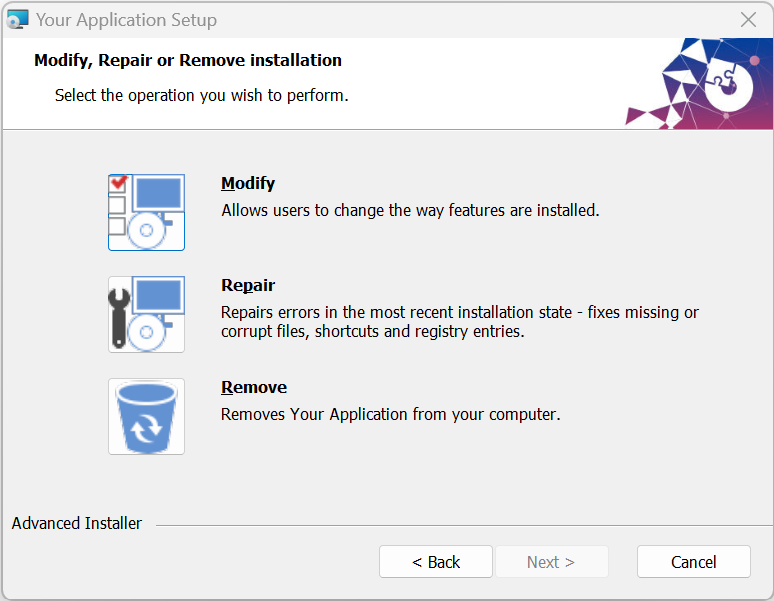 Your Application Setup
Modify, Repair or Remove installation
Select the operation you wish to perform.
Modify
Allows users to change the way features are installed.
Repair
Repairs errors in the most recent installation state - fixes missing or
corrupt files, shortcuts and registry entries.
Remove
Removes Your Application from your computer.
Advanced Installer
< Back
Next >
Cancel